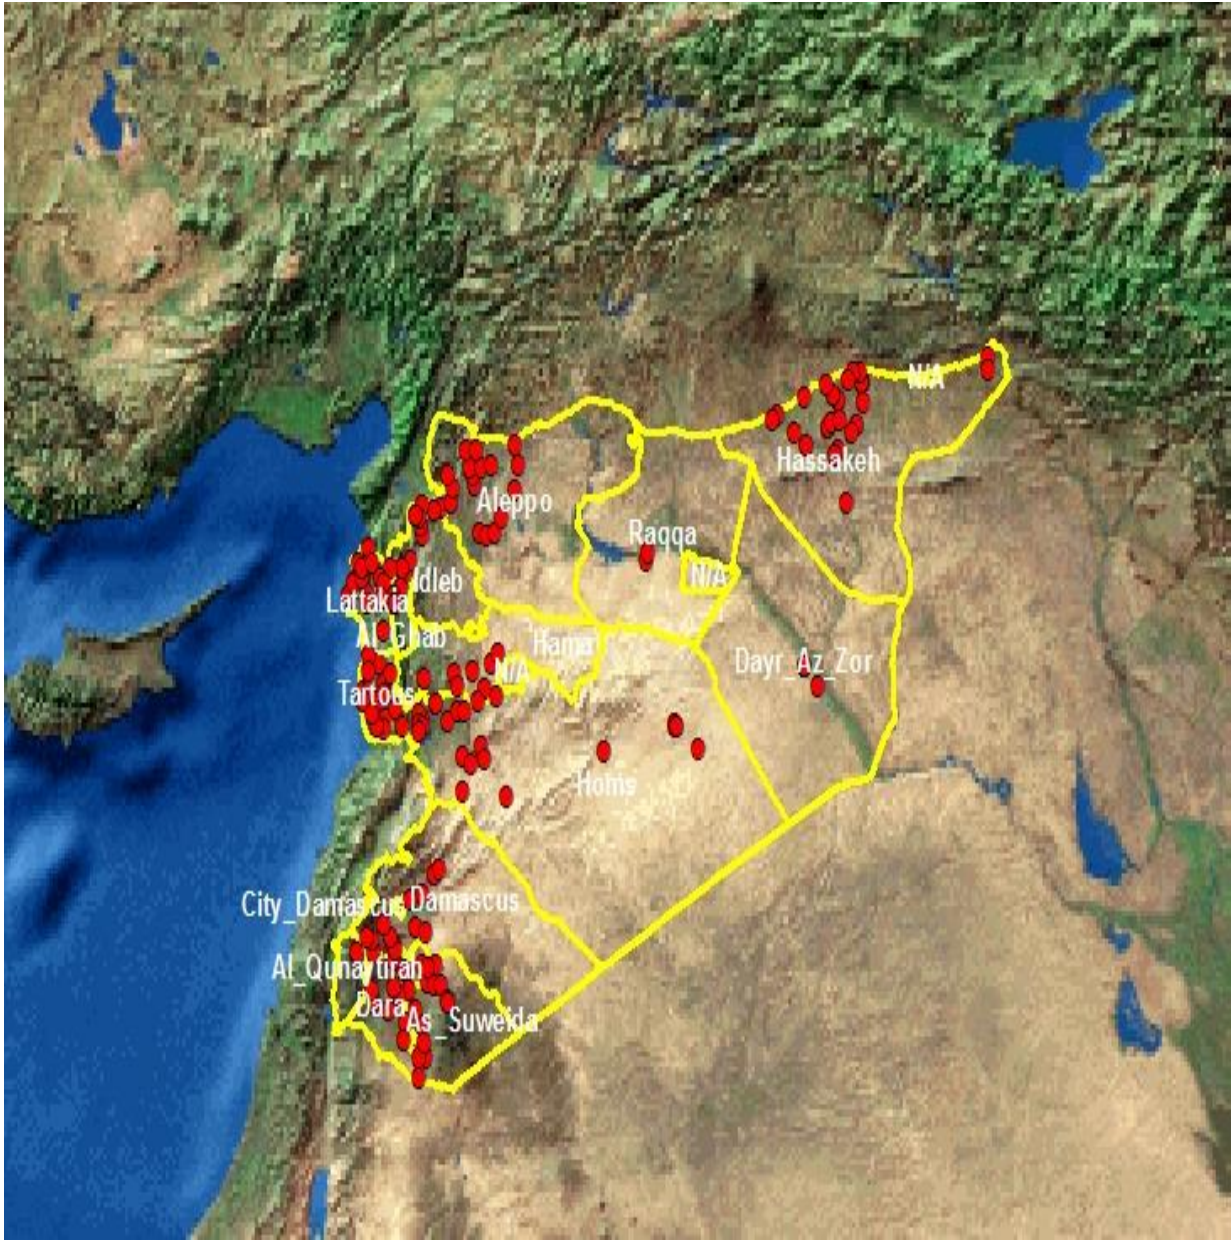 N/A
Hassakeh
Aleppo
Raqqa
N/A
Idleb
Lattakia
Al_Ghab
Hama
Dayr_Az_Zor
N/A
Tartous
Homs
Damascus
City_Damascus
Al_Qunaytirah
Dara
As_Suweida